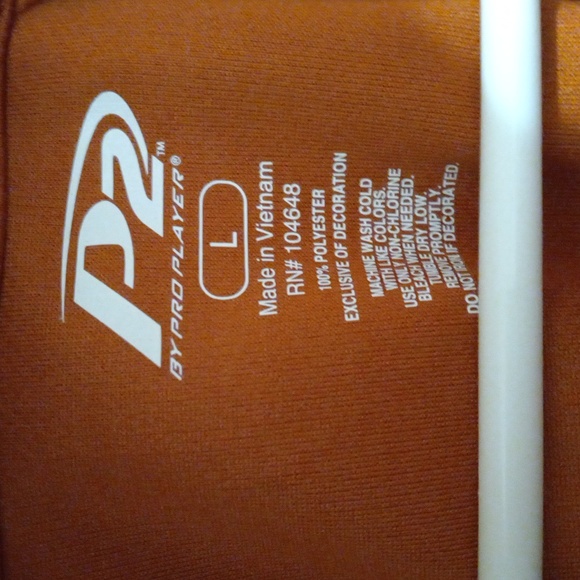 P2™
BY PRO PLAYER®
L
Made in Vietnam
RN# 104648
100% POLYESTER
EXCLUSIVE OF DECORATION
MACHINE WASH COLD
WITH LIKE COLORS.
USE ONLY NON-CHLORINE
BLEACH WHEN NEEDED.
TUMBLE DRY LOW.
REMOVE PROMPTLY.
DO NOT IRON IF DECORATED.